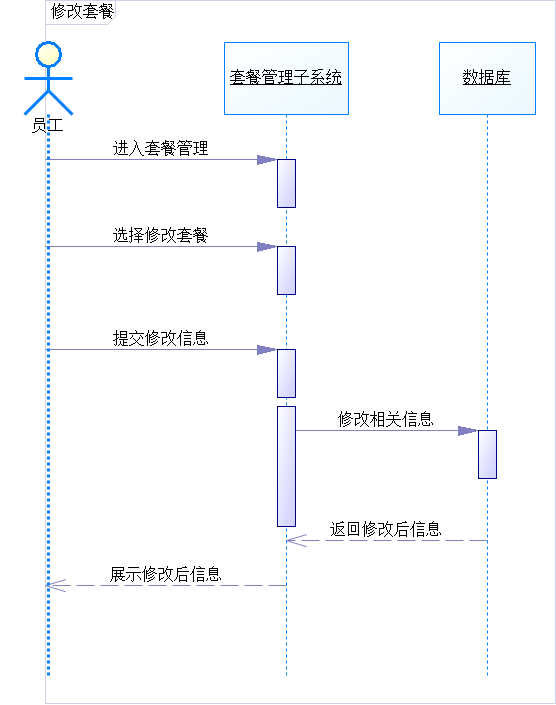 修改套餐
套餐管理子系统
数据库
员工
进入套餐管理
选择修改套餐
提交修改信息
修改相关信息
返回修改后信息
展示修改后信息